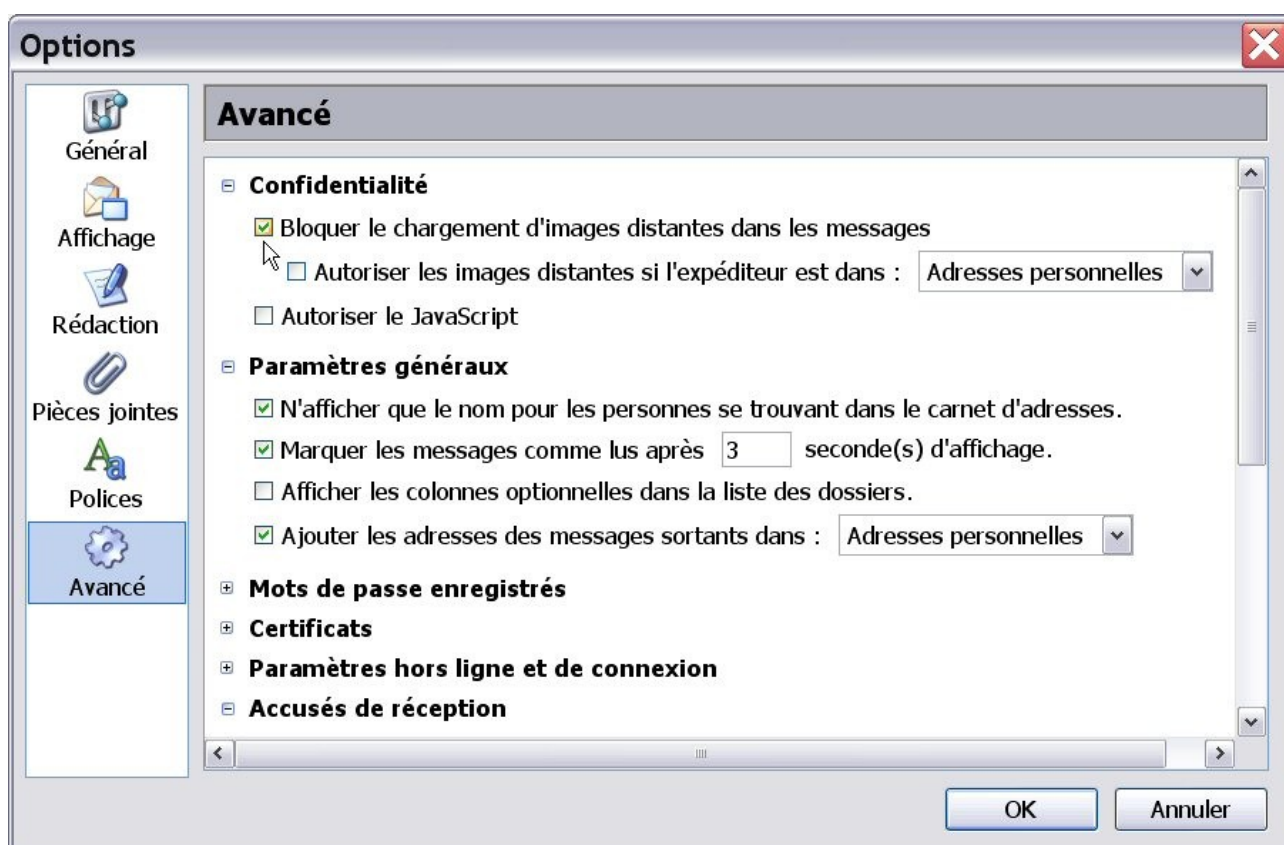 Options
Général
Affichage
Rédaction
Pièces jointes
Polices
Avancé
Avancé
Confidentialité
Bloquer le chargement d'images distantes dans les messages
Autoriser les images distantes si l'expéditeur est dans : Adresses personnelles
Autoriser le JavaScript
Paramètres généraux
N'afficher que le nom pour les personnes se trouvant dans le carnet d'adresses.
Marquer les messages comme lus après 3 seconde(s) d'affichage.
Afficher les colonnes optionnelles dans la liste des dossiers.
Ajouter les adresses des messages sortants dans : Adresses personnelles
Mots de passe enregistrés
Certificats
Paramètres hors ligne et de connexion
Accusés de réception
OK Annuler